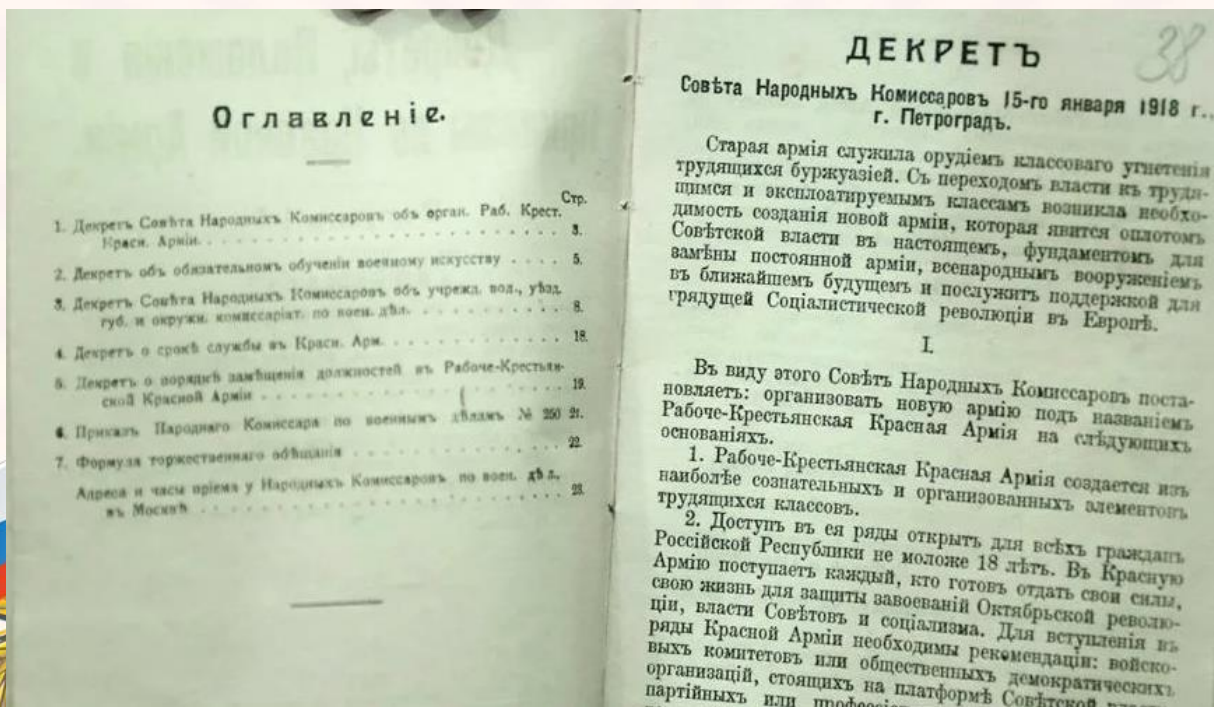 Оглавленіе.
Стр.
1. Декретъ Совѣта Народныхъ Комиссаровъ объ орган. Раб. Крест.
Красн. Арміи. . . . . . . . . . . . . . . . . . . . . . . . . . 3.
2. Декретъ объ обязательномъ обученіи военному искусству . . . . 5.
3. Декретъ Совѣта Народныхъ Комиссаровъ объ учрежд. вол., уѣзд.
губ. и окружн. комиссаріат. по воен. дѣл. . . . . . . . . . . . 8.
4. Декретъ о срокѣ службы въ Красн. Арм. . . . . . . . . . . . . 18.
5. Декретъ о порядкѣ замѣщенія должностей въ Рабоче-Крестьян-
ской Красной Арміи . . . . . . . . . . . . . . . . . . . . . 19.
6. Приказъ Народнаго Комиссара по военнымъ дѣламъ № 250 21.
7. Формула торжественнаго обѣщанія . . . . . . . . . . . . . . 22.
Адреса и часы пріема у Народныхъ Комиссаровъ по воен. дѣл.,
въ Москвѣ . . . . . . . . . . . . . . . . . . . . . . . . . 23.
38
ДЕКРЕТЪ
Совѣта Народныхъ Комиссаровъ 15-го января 1918 г.,
г. Петроградъ.
Старая армія служила орудіемъ классоваго угнетенія
трудящихся буржуазіей. Съ переходомъ власти къ трудя-
щимся и эксплоатируемымъ классамъ возникла необхо-
димость созданія новой арміи, которая явится оплотомъ
Совѣтской власти въ настоящемъ, фундаментомъ для
замѣны постоянной арміи, всенароднымъ вооруженіемъ
въ ближайшемъ будущемъ и послужитъ поддержкой для
грядущей Соціалистической революціи въ Европѣ.
I.
Въ виду этого Совѣтъ Народныхъ Комиссаровъ поста-
новляетъ: организовать новую армію подъ названіемъ
Рабоче-Крестьянская Красная Армія на слѣдующихъ
основаніяхъ.
1. Рабоче-Крестьянская Красная Армія создается изъ
наиболѣе сознательныхъ и организованныхъ элементовъ
трудящихся классовъ.
2. Доступъ въ ея ряды открытъ для всѣхъ гражданъ
Россійской Республики не моложе 18 лѣтъ. Въ Красную
Армію поступаетъ каждый, кто готовъ отдать свои силы,
свою жизнь для защиты завоеваній Октябрьской револю-
ціи, власти Совѣтовъ и соціализма. Для вступленія въ
ряды Красной Арміи необходимы рекомендаціи: войско-
выхъ комитетовъ или общественныхъ демократическихъ
организацій, стоящихъ на платформѣ Совѣтской
партійныхъ или